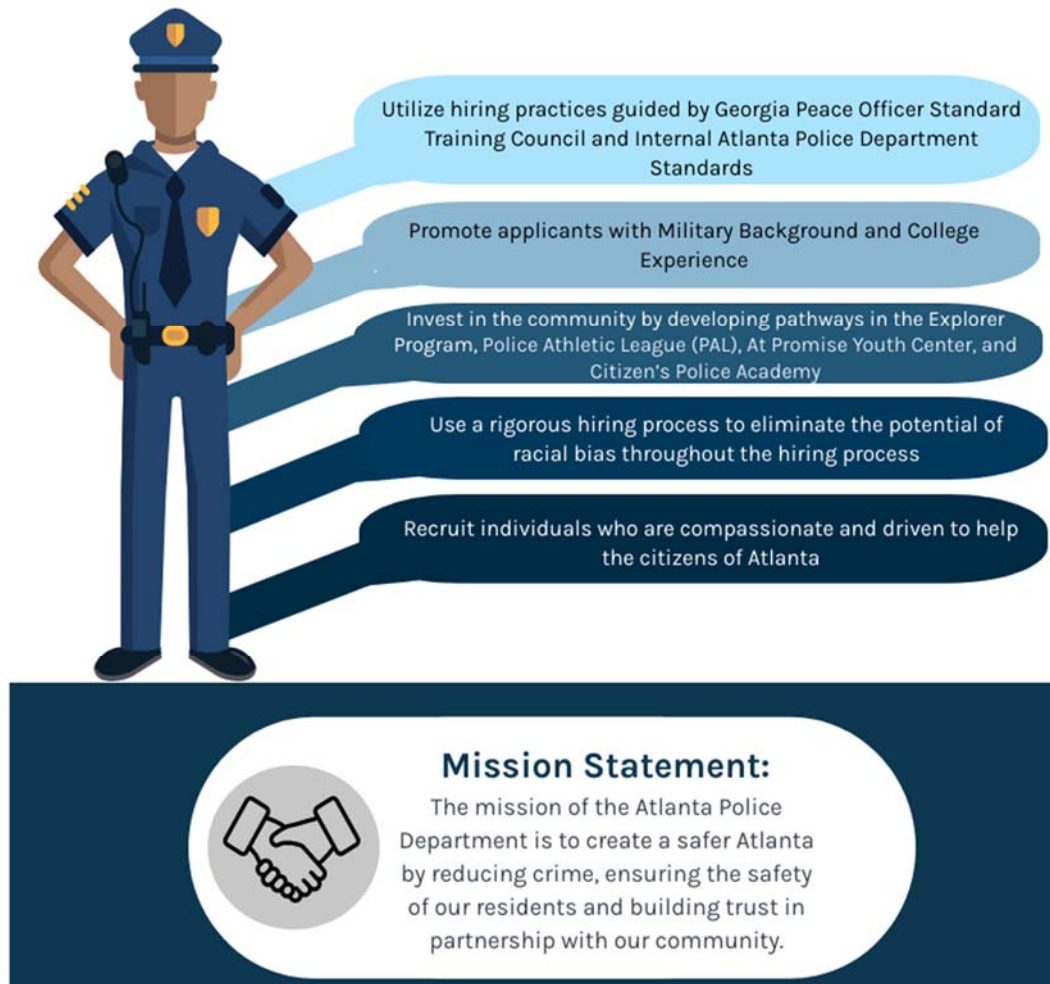 Utilize hiring practices guided by Georgia Peace Officer Standard
Training Council and Internal Atlanta Police Department
Standards
Promote applicants with Military Background and College
Experience
Invest in the community by developing pathways in the Explorer
Program, Police Athletic League (PAL), At Promise Youth Center, and
Citizen's Police Academy
Use a rigorous hiring process to eliminate the potential of
racial bias throughout the hiring process
Recruit individuals who are compassionate and driven to help
the citizens of Atlanta
Mission Statement:
The mission of the Atlanta Police
Department is to create a safer Atlanta
by reducing crime, ensuring the safety
of our residents and building trust in
partnership with our community.